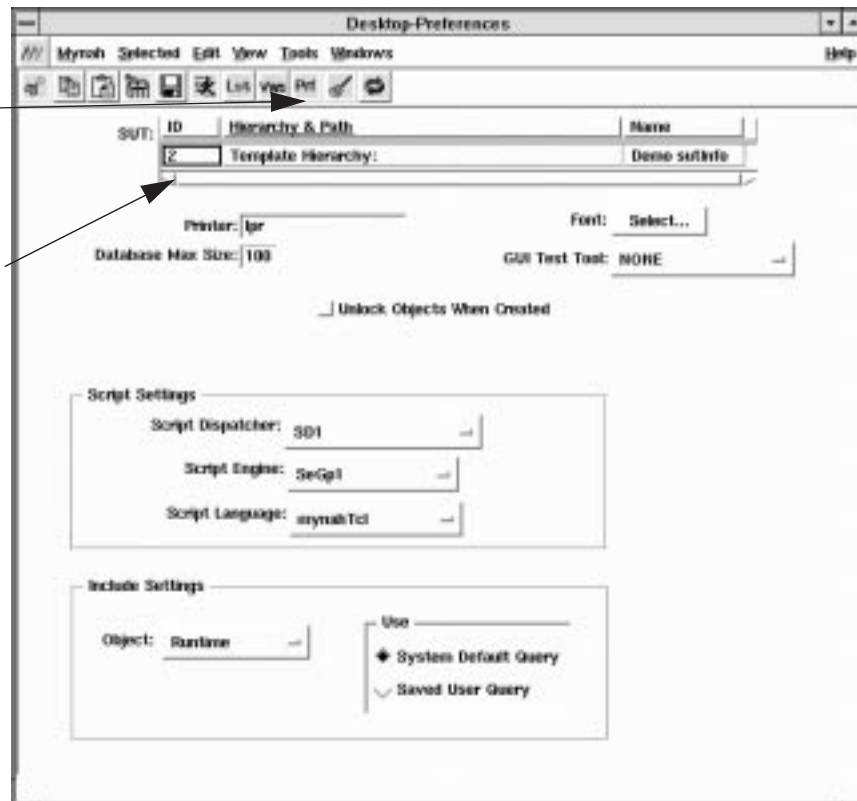 Desktop-Preferences
Mynah Selected Edit View Tools Windows Help
Prf
SUT: ID Hierarchy & Path Name
2 Template Hierarchy: Demo sutInfo
Printer: lpr Font: Select...
Database Max Size: 100 GUI Test Tool: NONE
Unlock Objects When Created
Script Settings
Script Dispatcher: SD1
Script Engine: SeGp1
Script Language: mynahTcl
Include Settings
Object: Runtime
Use
System Default Query
Saved User Query